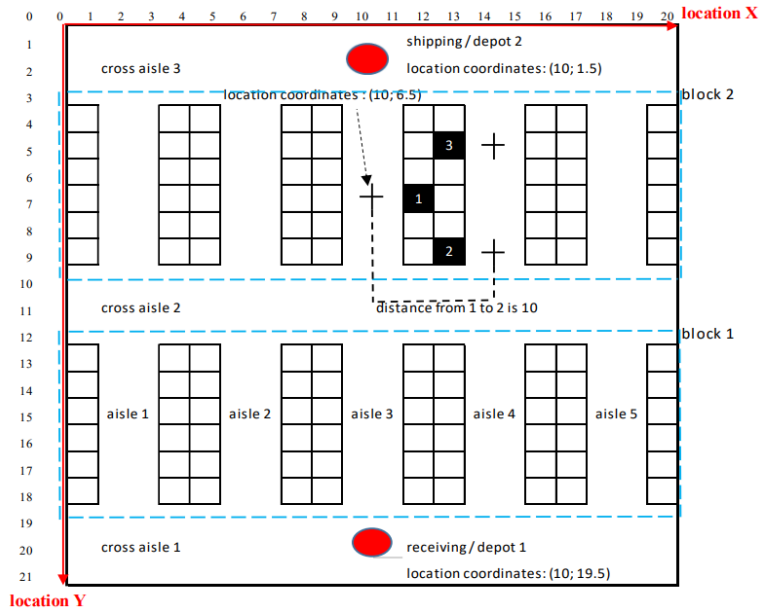 0 0 1 2 3 4 5 6 7 8 9 10 11 12 13 14 15 16 17 18 19 20 location X
1 shipping / depot 2
2 cross aisle 3 location coordinates: (10; 1.5)
3 location coordinates : (10; 6.5) block 2
4
5 3
6
7 1
8
9 2
10
11 cross aisle 2 distance from 1 to 2 is 10
12 block 1
13
14
15 aisle 1 aisle 2 aisle 3 aisle 4 aisle 5
16
17
18
19
20 cross aisle 1 receiving / depot 1
21 location coordinates: (10; 19.5)
location Y